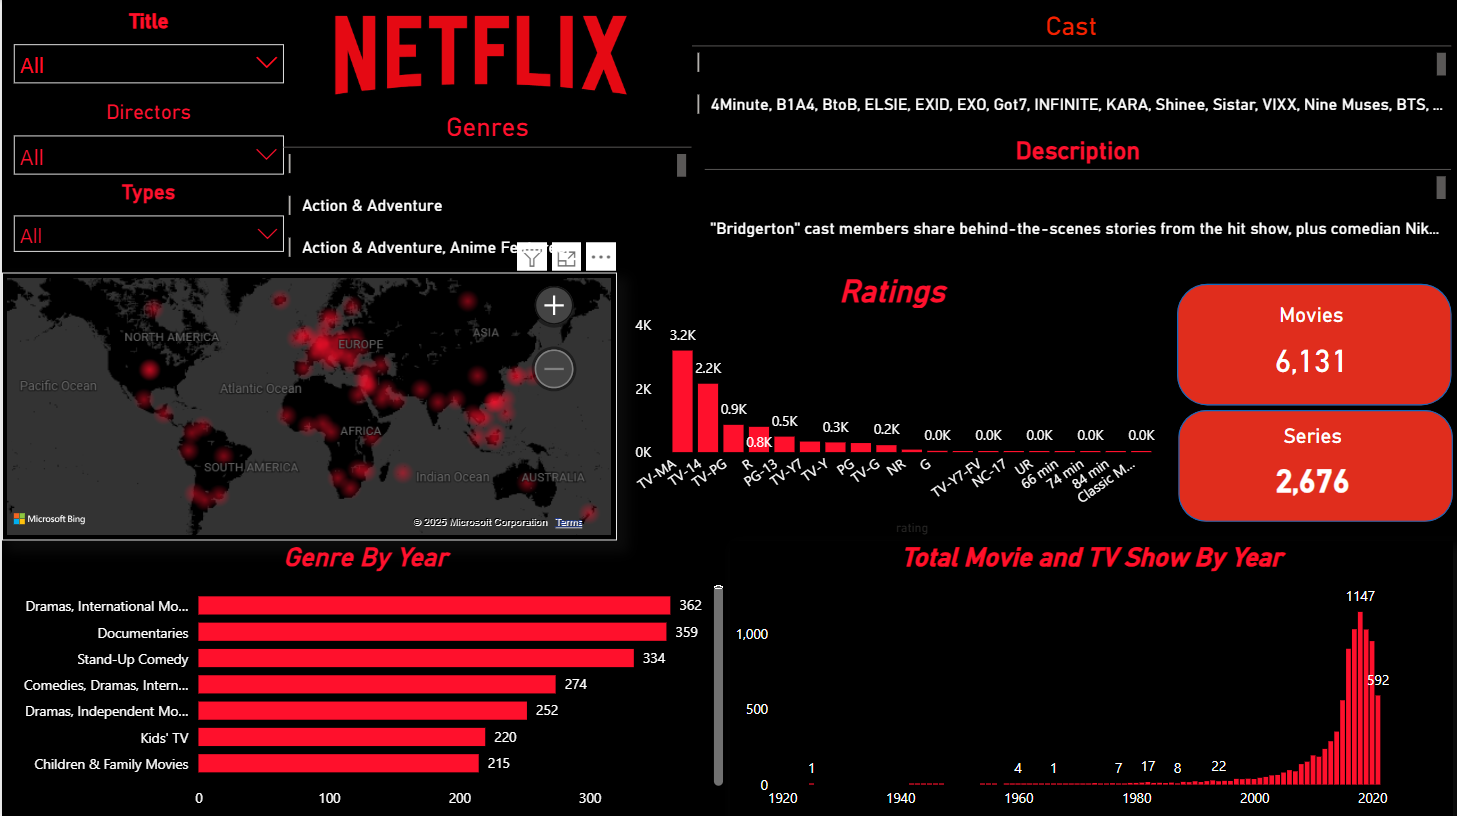 Title
All
Directors
All
Types
All
NETFLIX
Genres
Action & Adventure
Action & Adventure, Anime Fe
Cast
4Minute, B1A4, BtoB, ELSIE, EXID, EXO, Got7, INFINITE, KARA, Shinee, Sistar, VIXX, Nine Muses, BTS, ...
Description
"Bridgerton" cast members share behind-the-scenes stories from the hit show, plus comedian Nik...
NORTH AMERICA
EUROPE
ASIA
Pacific Ocean
Atlantic Ocean
AFRICA
SOUTH AMERICA
Indian Ocean
AUSTRALIA
Microsoft Bing
© 2025 Microsoft Corporation Terms
Ratings
4K
2K
0K
3.2K
2.2K
0.9K
0.8K
0.5K
0.3K
0.2K
0.0K
0.0K
0.0K
0.0K
0.0K
TV-MA
TV-14
TV-PG
R
PG-13
TV-Y7
TV-Y
PG
TV-G
NR
G
TV-Y7-FV
NC-17
UR
66 min
74 min
84 min
Classic M...
rating
Movies
6,131
Series
2,676
Genre By Year
Dramas, International Mo... 362
Documentaries 359
Stand-Up Comedy 334
Comedies, Dramas, Intern... 274
Dramas, Independent Mo... 252
Kids' TV 220
Children & Family Movies 215
0 100 200 300
Total Movie and TV Show By Year
1,000
500
0
1 4 1 7 17 8 22 1147 592
1920 1940 1960 1980 2000 2020